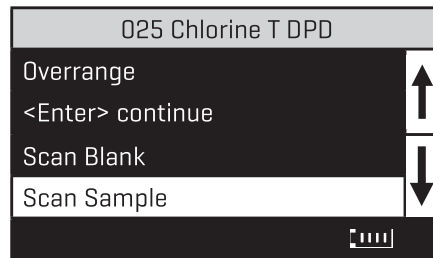 025 Chlorine T DPD
Overrange
<Enter> continue
Scan Blank
Scan Sample